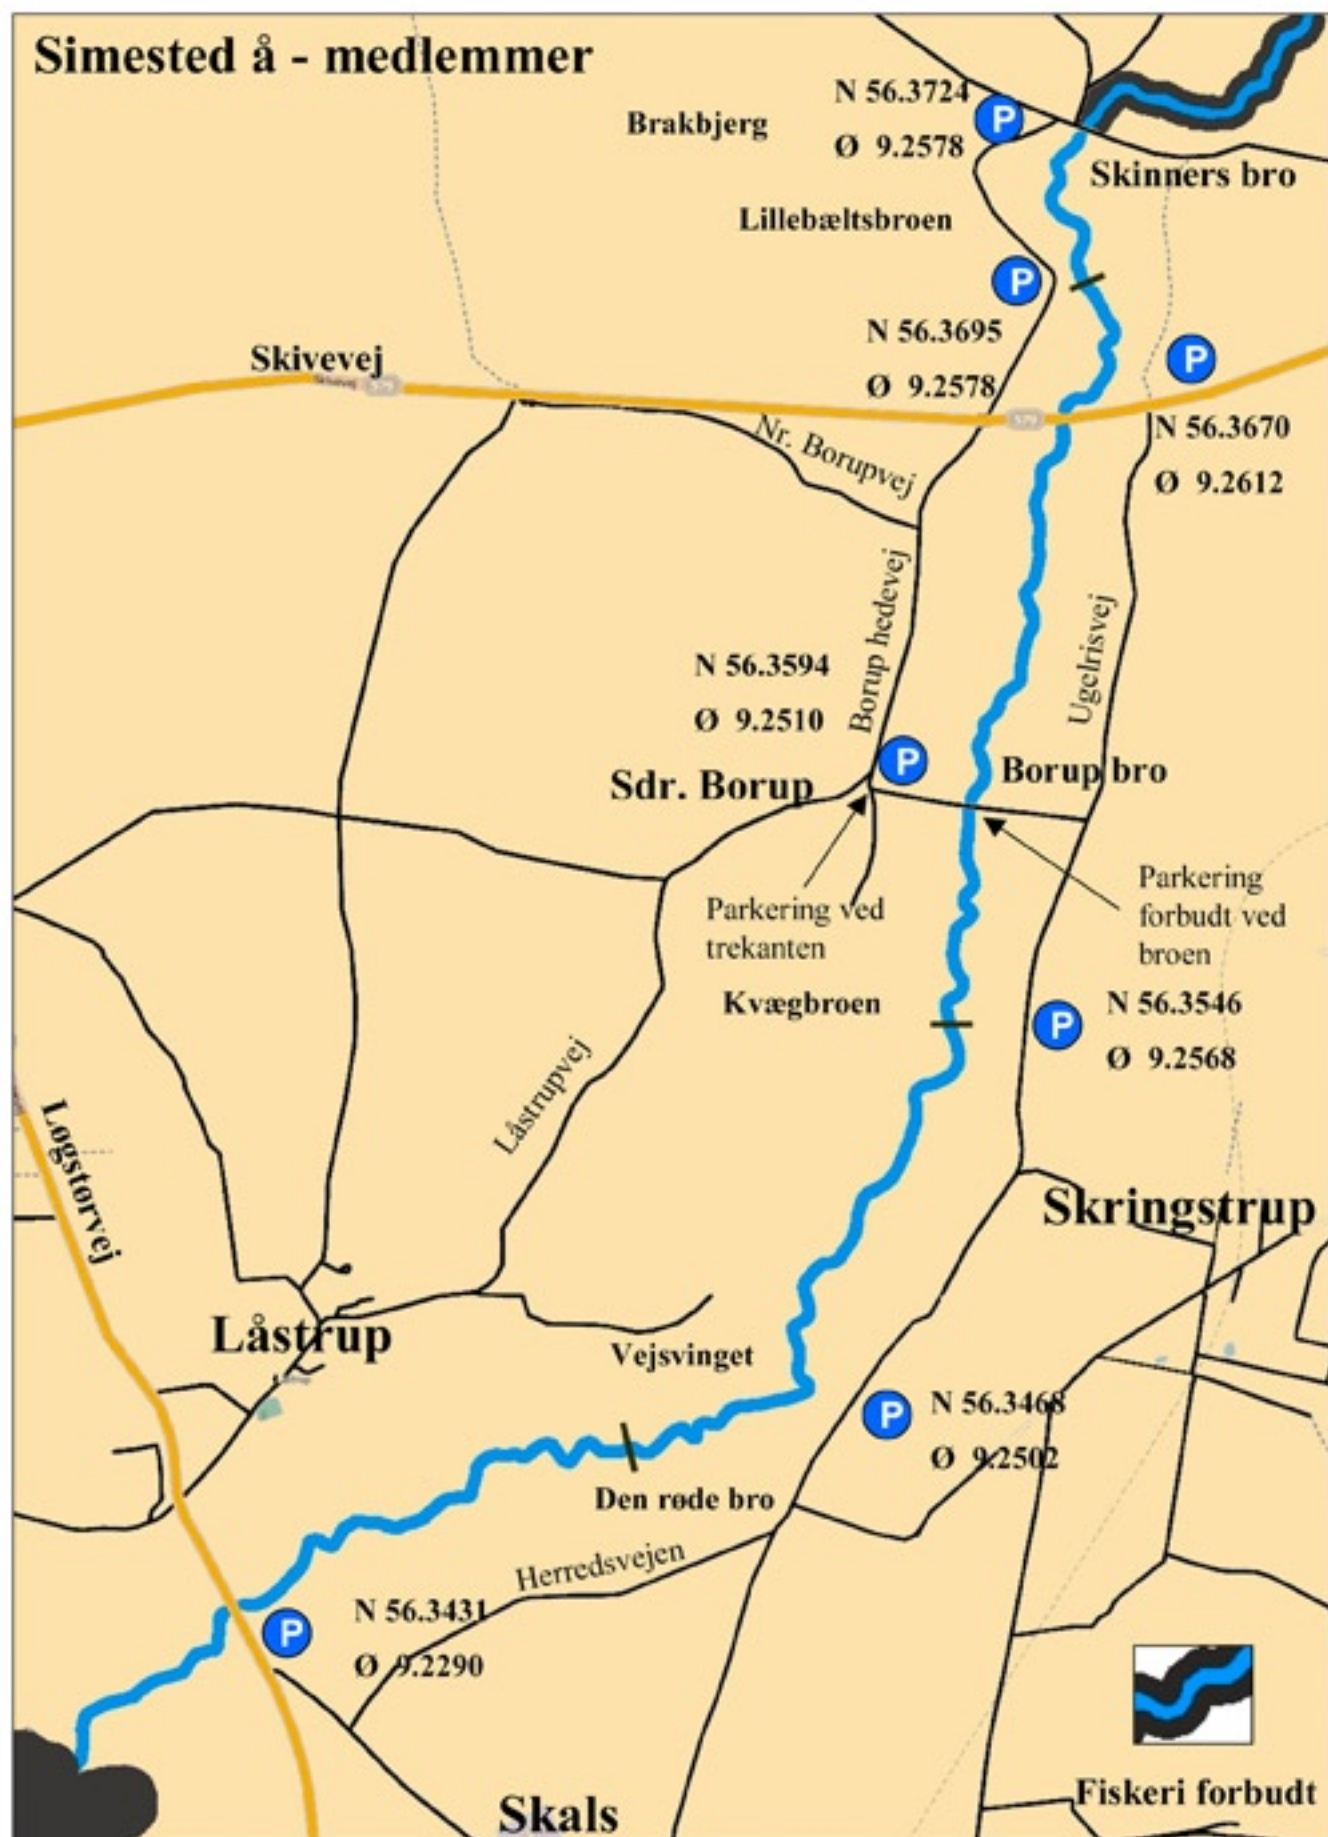 Simested å - medlemmer
N 56.3724
P
Brakbjerg
Ø 9.2578
Skinners bro
Lillebæltsbroen
P
N 56.3695
Skivevej
P
Skivevej
579
Ø 9.2578
579
Nr. Borupvej
N 56.3670
Ø 9.2612
Borup hedevej
Ugelrisvej
N 56.3594
Ø 9.2510
P
Borup bro
Sdr. Borup
Parkering ved
trekanten
Parkering
forbudt ved
broen
Kvægbroen
P
N 56.3546
Ø 9.2568
Låstrupvej
Løgstørvej
Skringstrup
Låstrup
Vejsvinget
P
N 56.3468
Ø 9.2502
Den røde bro
Herredsvejen
P
N 56.3431
Ø 9.2290
Fiskeri forbudt
Skals